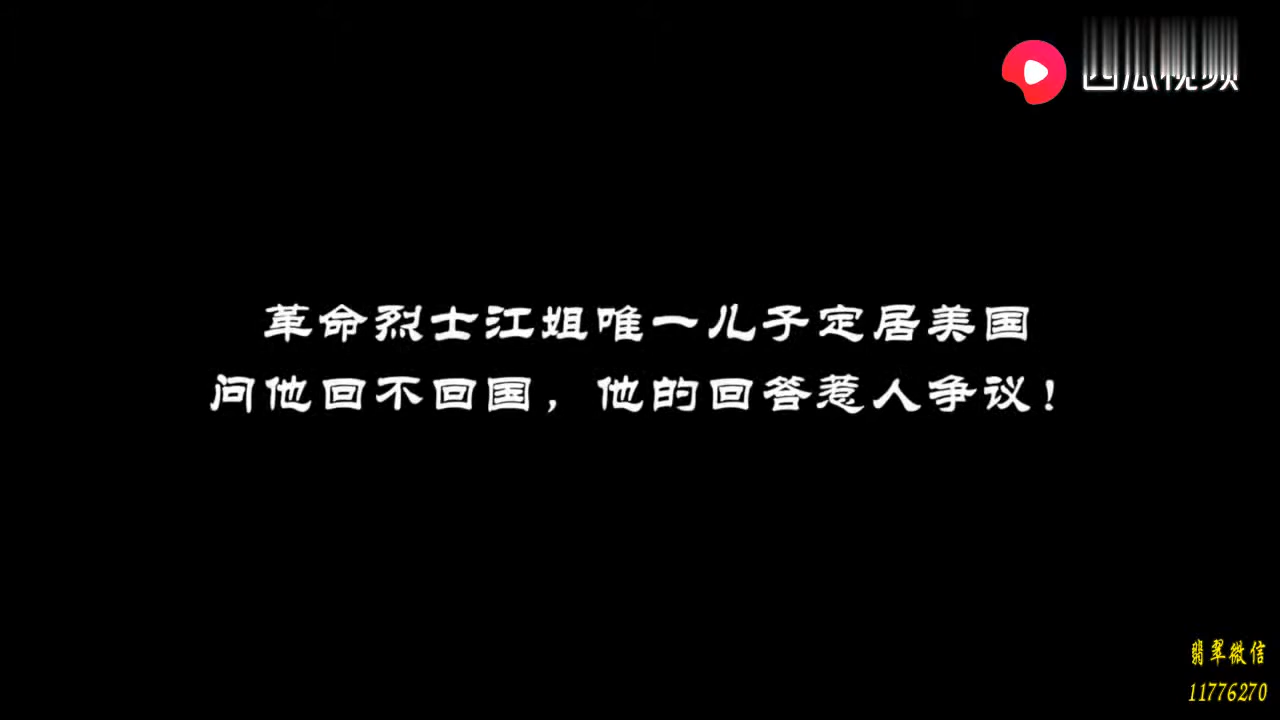 西瓜视频
革命烈士江姐唯一儿子定居美国
问他回不回国，他的回答惹人争议！
翡翠微信
11776270